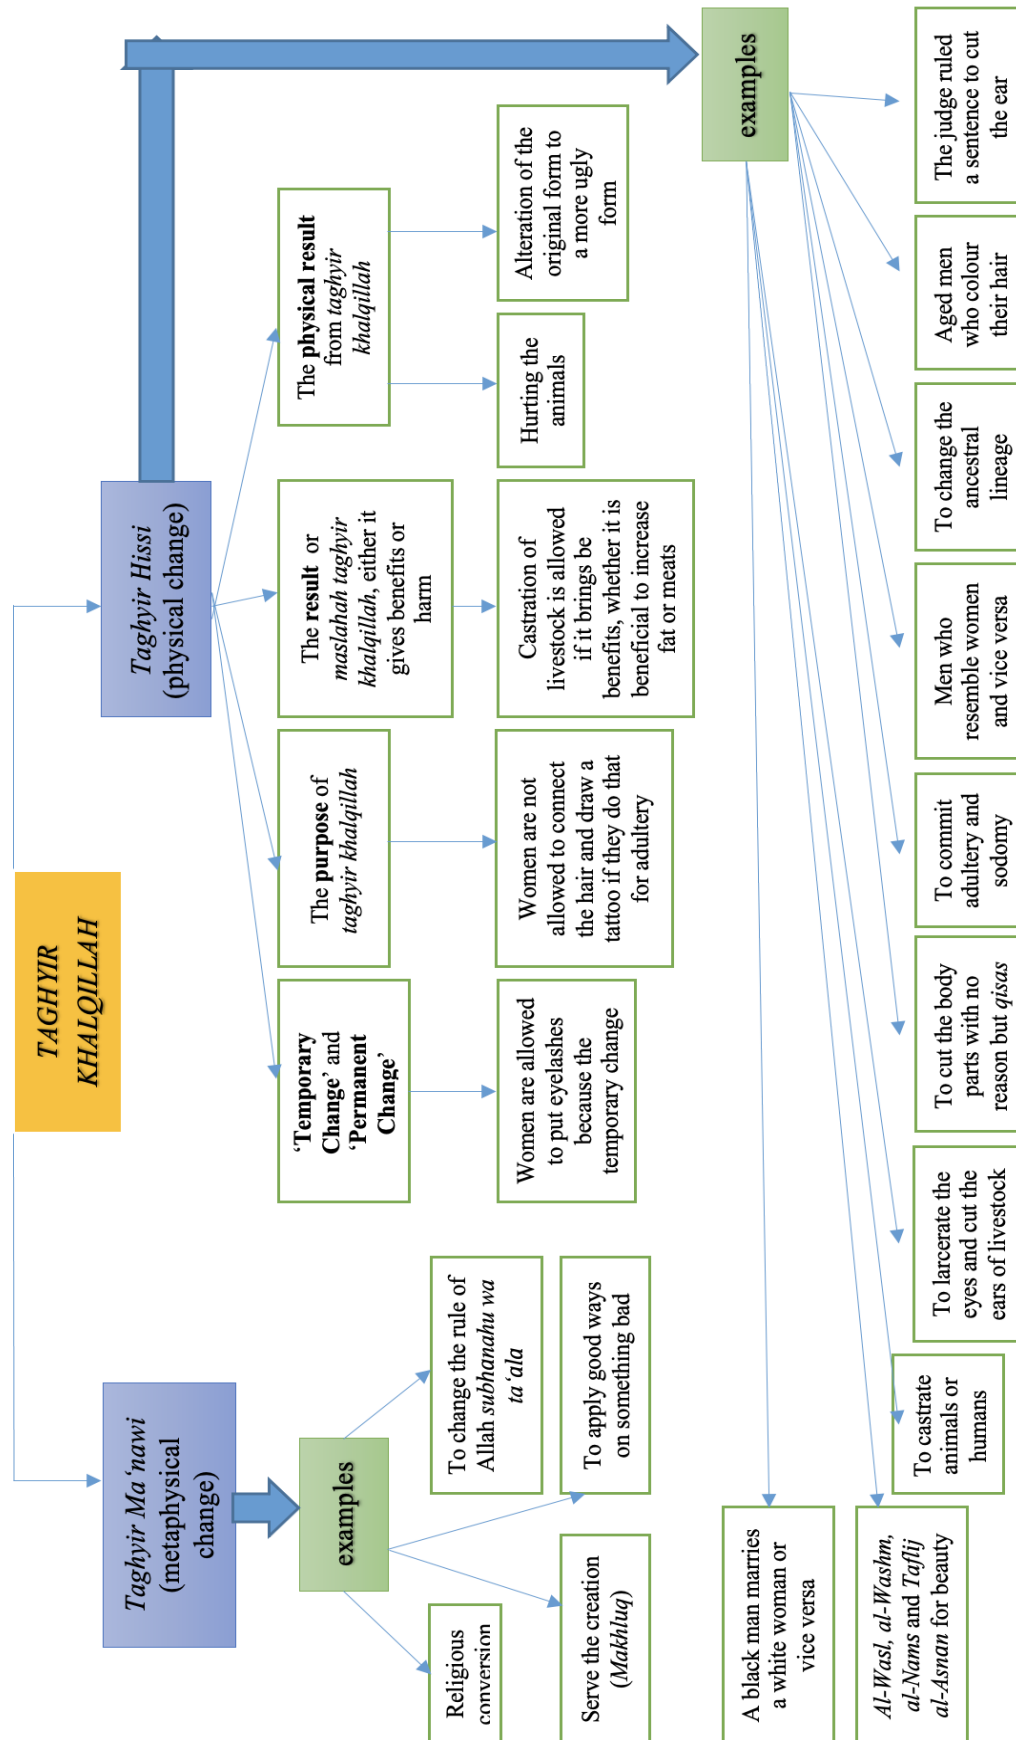 TAGHYIR
KHALQILLAH
Taghyir Ma‘nawi
(metaphysical
change)
examples
Religious
conversion
Serve the creation
(Makhluq)
To apply good ways
on something bad
To change the rule of
Allah subhanahu wa
ta‘ala
Taghyir Hissi
(physical change)
‘Temporary
Change’ and
‘Permanent
Change’
Women are allowed
to put eyelashes
because the
temporary change
The purpose of
taghyir khalqillah
Women are not
allowed to connect
the hair and draw a
tattoo if they do that
for adultery
The result or
maslahah taghyir
khalqillah, either it
gives benefits or
harm
Castration of
livestock is allowed
if it brings be
benefits, whether it is
beneficial to increase
fat or meats
The physical result
from taghyir
khalqillah
Hurting the
animals
Alteration of the
original form to
a more ugly
form
examples
A black man marries
a white woman or
vice versa
Al-Wasl, al-Washm,
al-Nams and Taflij
al-Asnan for beauty
To castrate
animals or
humans
To larcerate the
eyes and cut the
ears of livestock
To cut the body
parts with no
reason but qisas
To commit
adultery and
sodomy
Men who
resemble women
and vice versa
To change the
ancestral
lineage
Aged men
who colour
their hair
The judge ruled
a sentence to cut
the ear